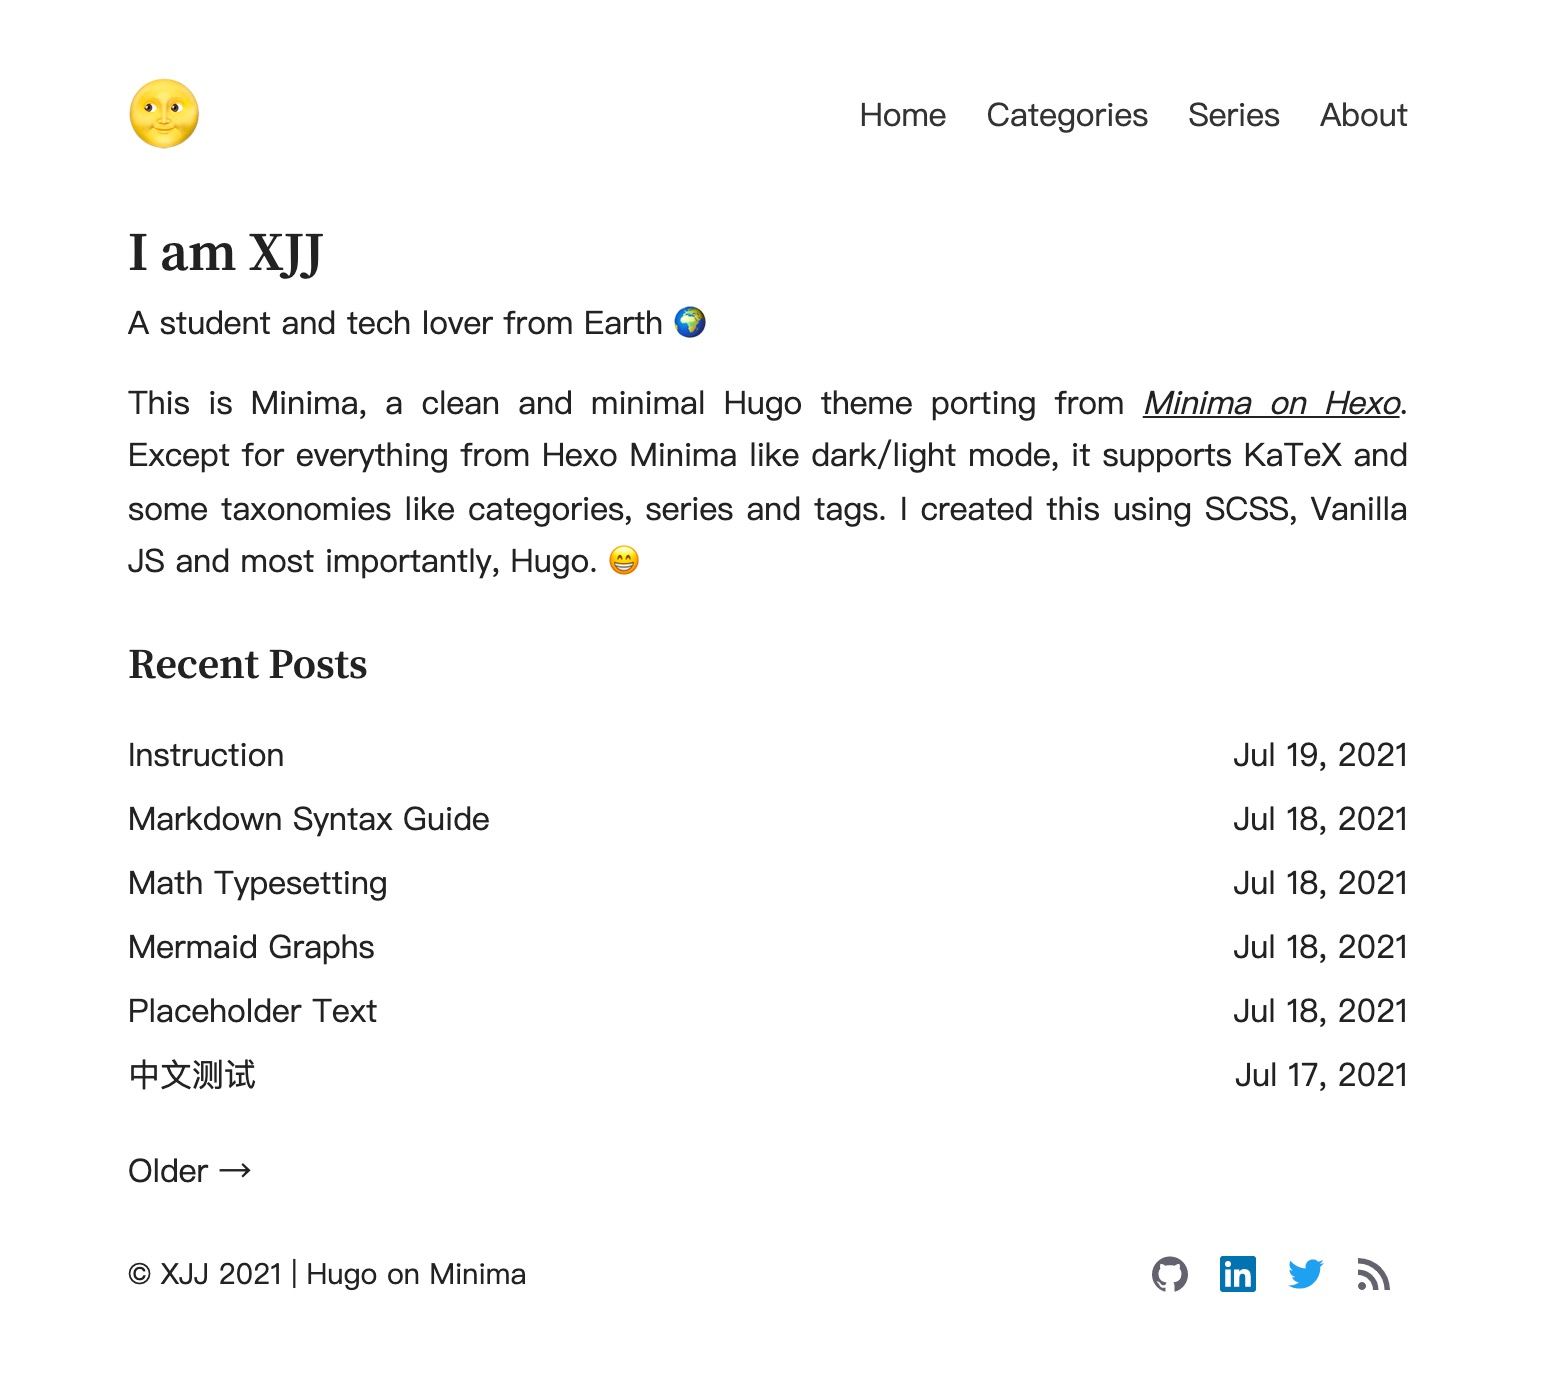 Home Categories Series About
I am XJJ
A student and tech lover from Earth 🌍
This is Minima, a clean and minimal Hugo theme porting from Minima on Hexo.
Except for everything from Hexo Minima like dark/light mode, it supports KaTeX and
some taxonomies like categories, series and tags. I created this using SCSS, Vanilla
JS and most importantly, Hugo. 😁
Recent Posts
Instruction Jul 19, 2021
Markdown Syntax Guide Jul 18, 2021
Math Typesetting Jul 18, 2021
Mermaid Graphs Jul 18, 2021
Placeholder Text Jul 18, 2021
中文测试 Jul 17, 2021
Older →
© XJJ 2021 | Hugo on Minima